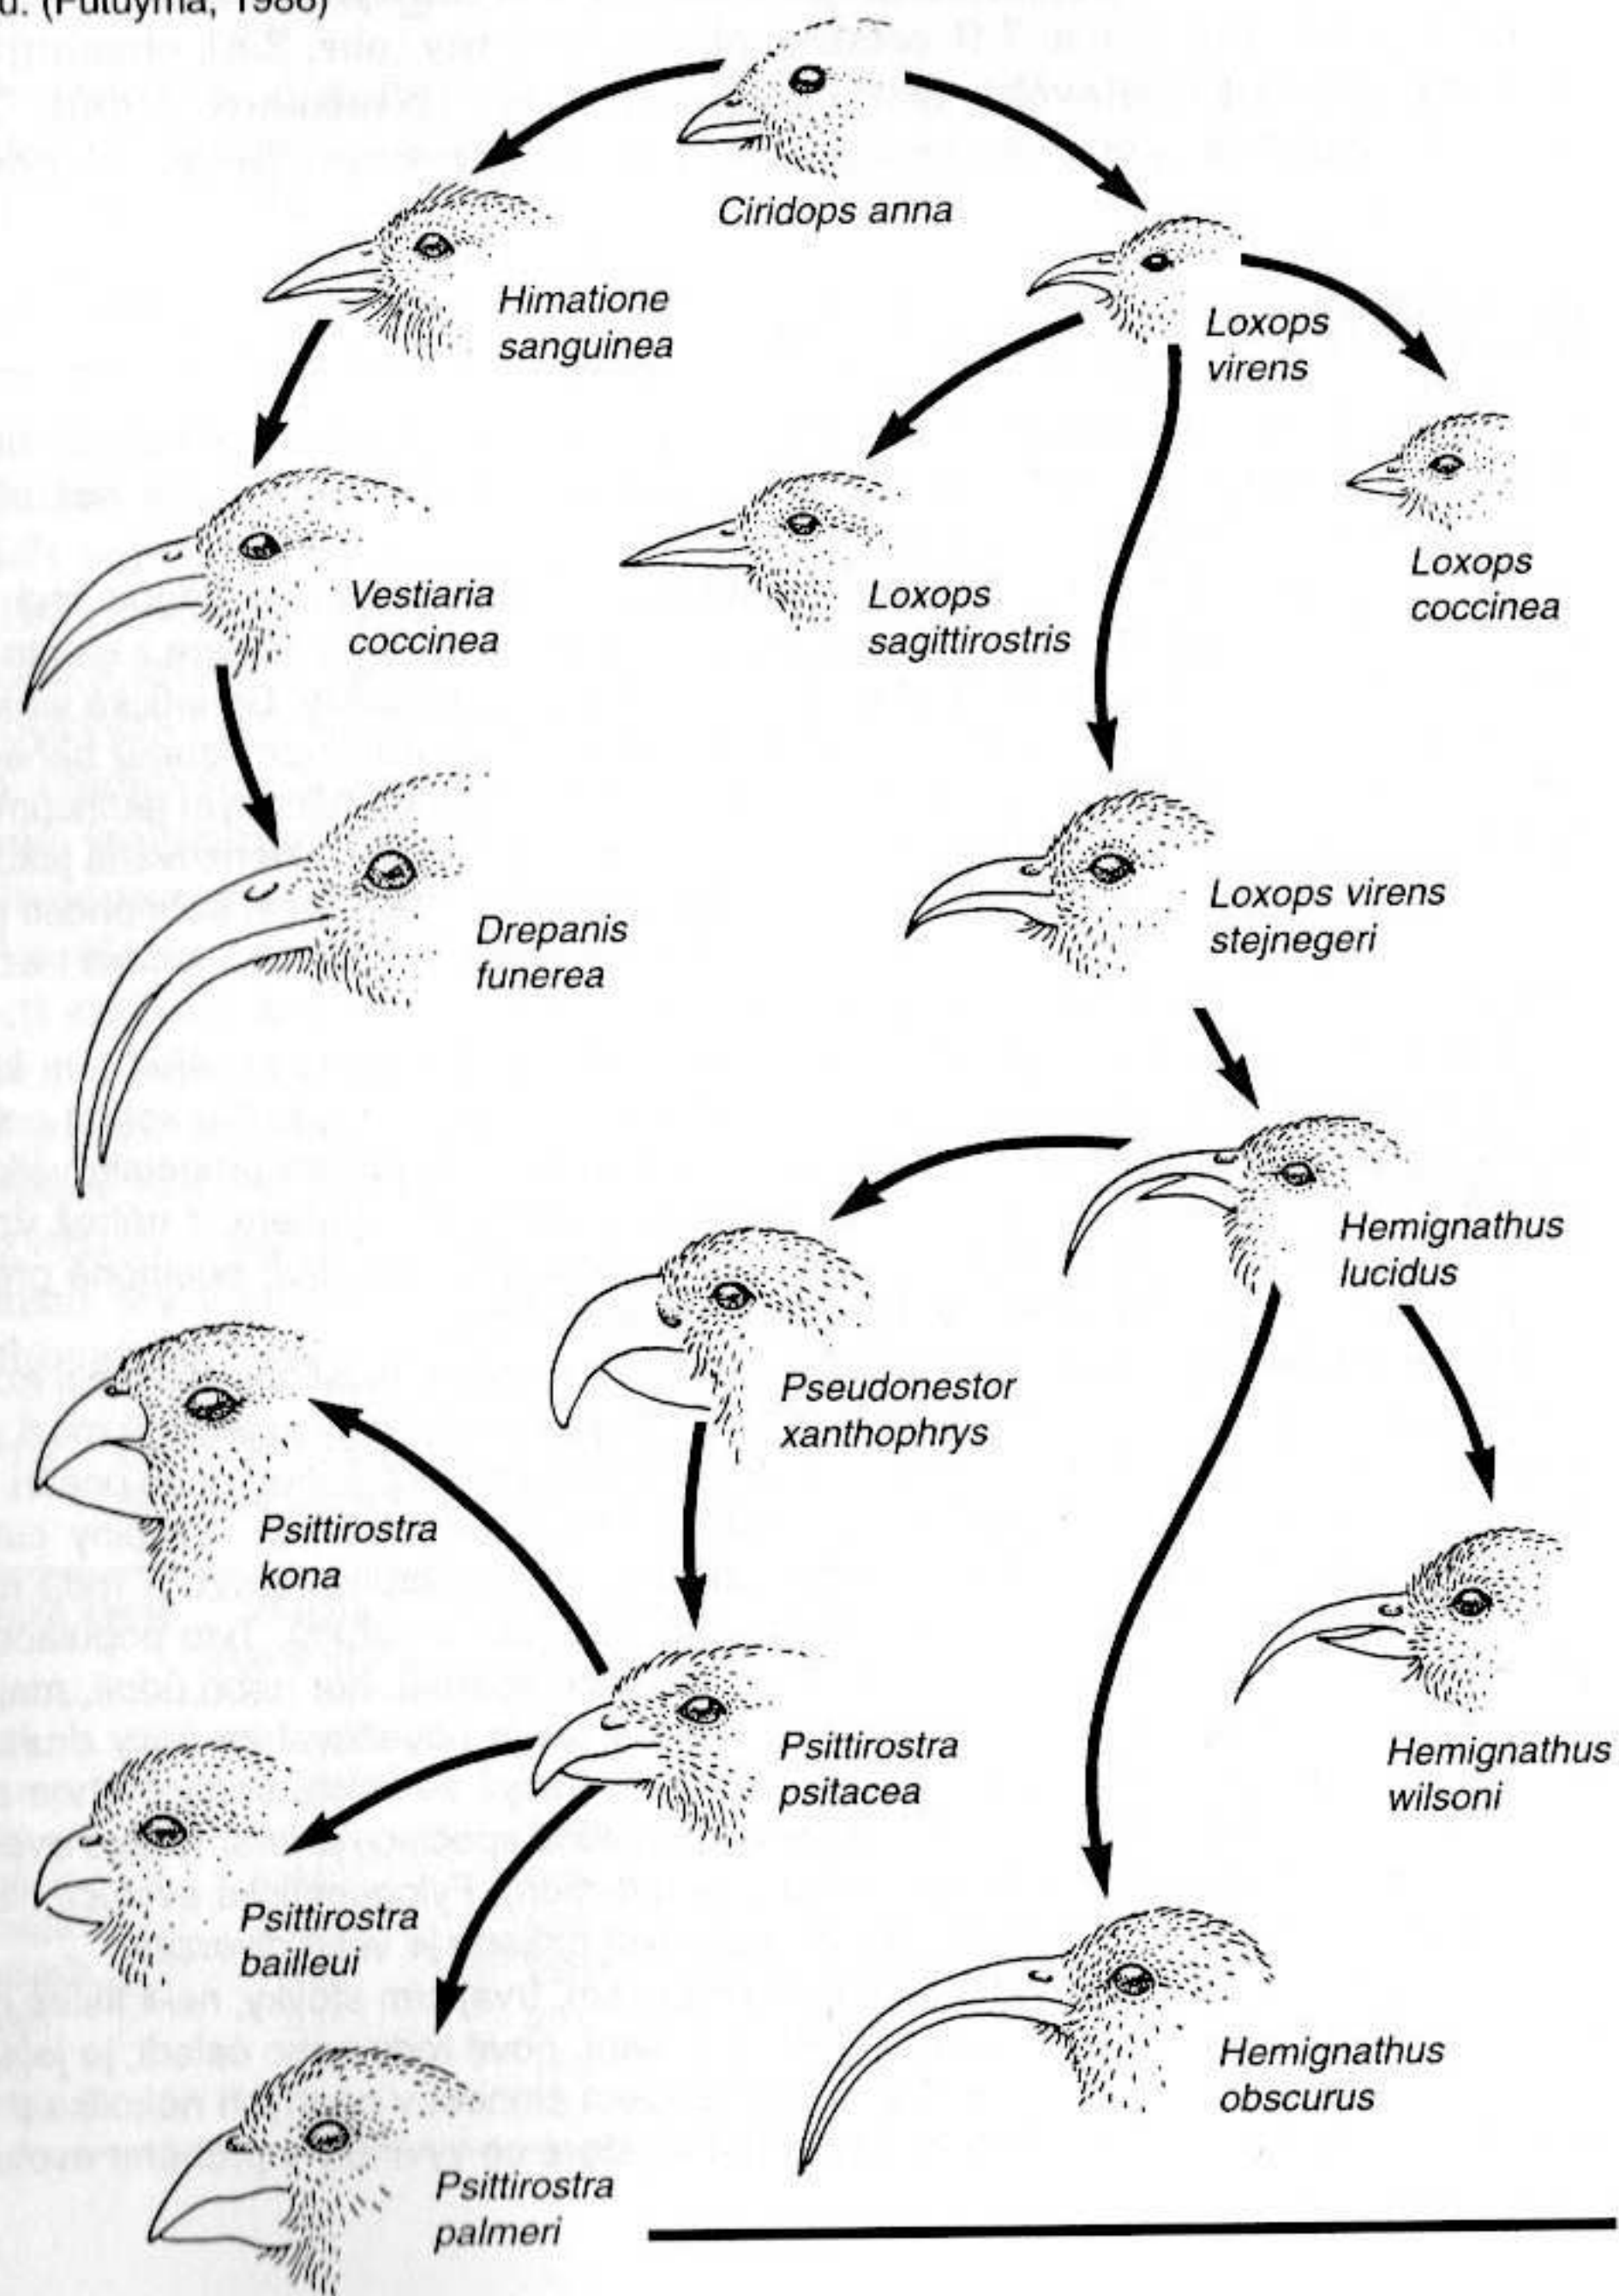 u. (Futuyma, 1986)
Ciridops anna
Himatione
sanguinea
Loxops
virens
Loxops
coccinea
Vestiaria
coccinea
Loxops
sagittirostris
Drepanis
funerea
Loxops virens
stejnegeri
Hemignathus
lucidus
Pseudonestor
xanthophrys
Psittirostra
kona
Psittirostra
psitacea
Hemignathus
wilsoni
Psittirostra
bailleui
Hemignathus
obscurus
Psittirostra
palmeri